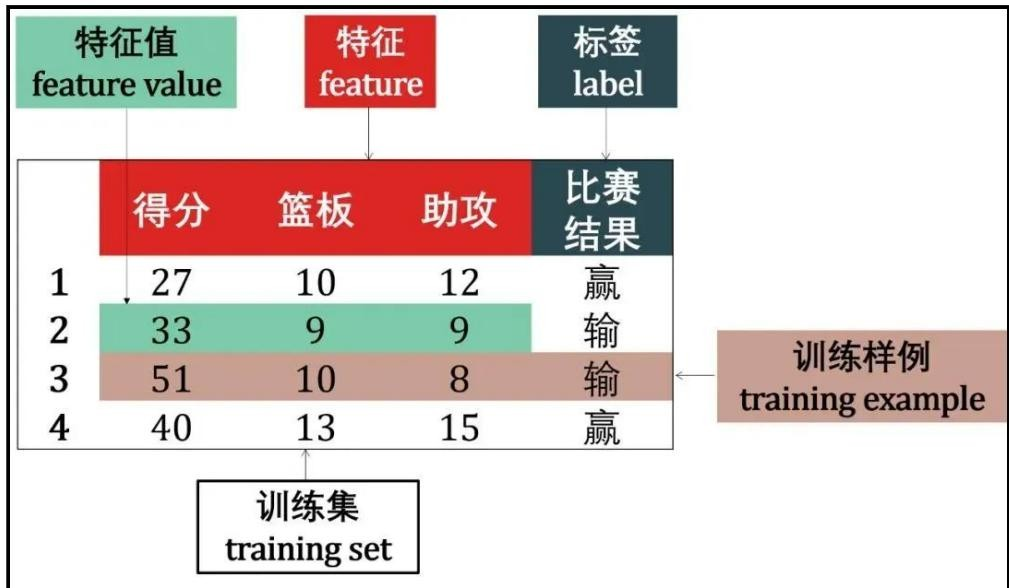 特征值
feature value
特征
feature
标签
label
得分 篮板 助攻 比赛
结果
1 27 10 12 赢
2 33 9 9 输
3 51 10 8 输
4 40 13 15 赢
训练样例
training example
训练集
training set